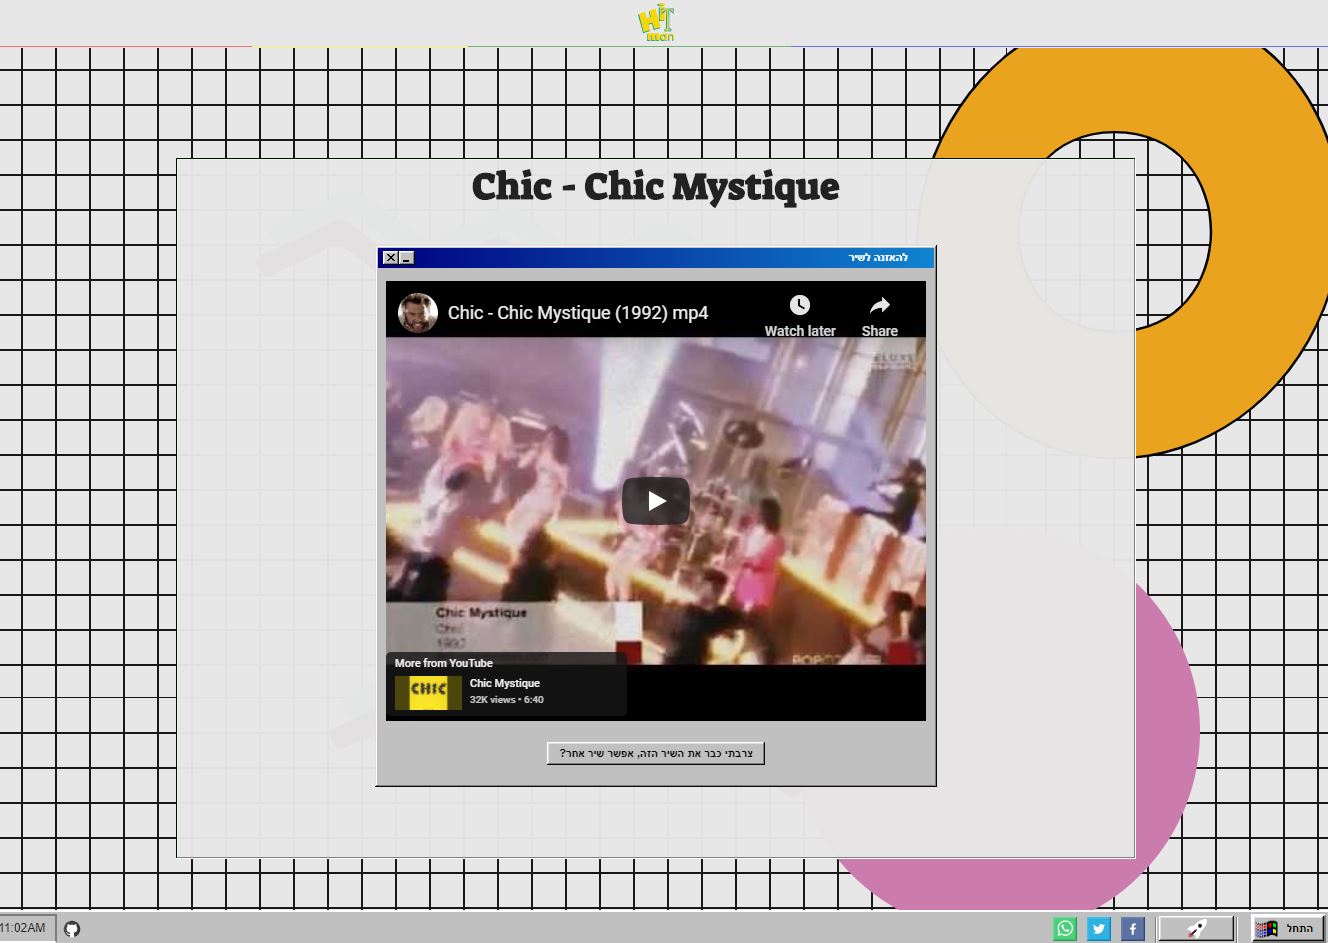 HiT
man
Chic - Chic Mystique
להאזנה לשיר
Chic - Chic Mystique (1992) mp4
Watch later
Share
Chic Mystique
Chic
1992
More from YouTube
CHIC
Chic Mystique
32K views • 6:40
צרבתי כבר את השיר הזה, אפשר שיר אחר?
11:02AM
התחל